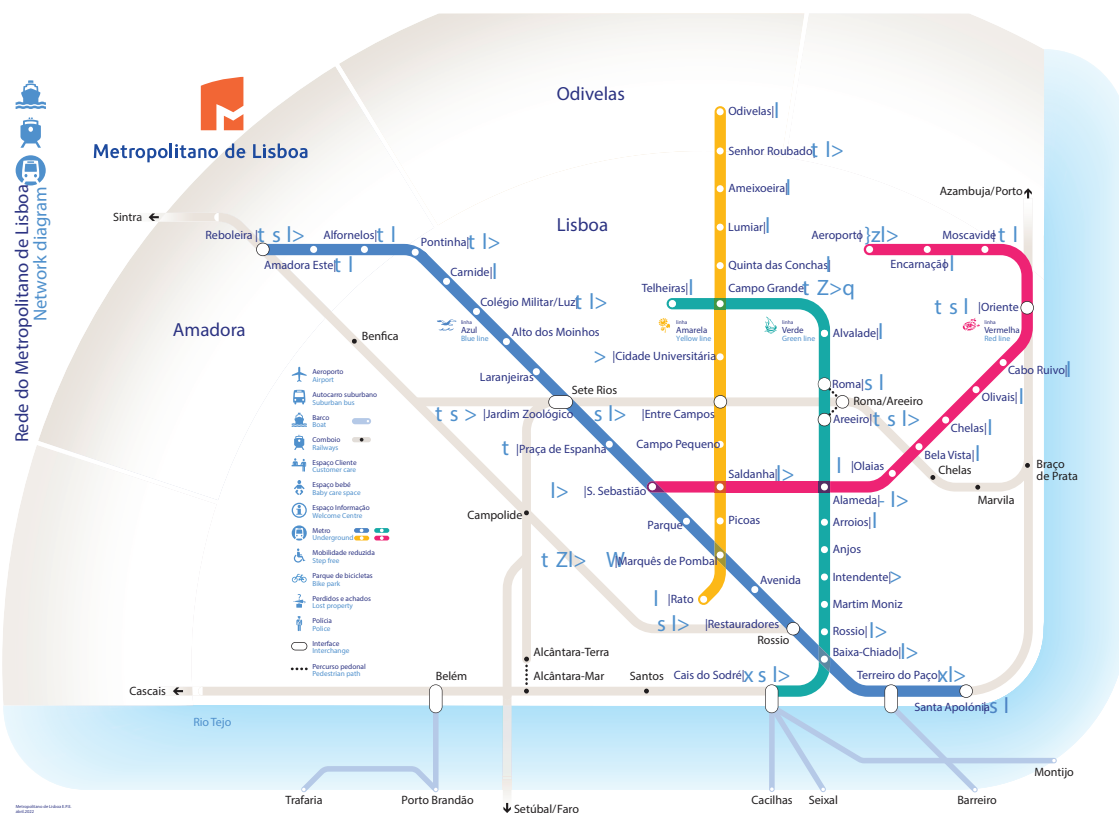 Rede do Metropolitano de Lisboa
Network diagram
Metropolitano de Lisboa
Odivelas
Lisboa
Amadora
Sintra
Reboleira |t s l>
Amadora Este| t l
Alfornelos| t l
Pontinha| t l>
Carnide| l
Colégio Militar/Luz| t l>
Alto dos Moinhos
Laranjeiras
Sete Rios
t s > |Jardim Zoológico
t |Praça de Espanha
l> |S. Sebastião
Parque
t Zl> W |Marquês de Pombal
Avenida
s l> |Restauradores
Rossio
Baixa-Chiado| l>
Terreiro do Paço| xl>
Santa Apolónia| s l
Odivelas| l
Senhor Roubado| t l>
Ameixoeira| l
Lumiar| l
Quinta das Conchas| l
Campo Grande| t Z>q
> |Cidade Universitária
s l> |Entre Campos
Campo Pequeno
Saldanha| l>
Picoas
l |Rato
Telheiras| l
Alvalade| l
Roma| s l
Roma/Areeiro
Areeiro| t s l>
Alameda| - l>
Arroios| l
Anjos
Intendente| >
Martim Moniz
Rossio| l>
Cais do Sodré| x s l>
Aeroporto }zl>
Encarnação| l
Moscavide| t l
t s l |Oriente
Cabo Ruivo| l
Olivais| l
Chelas| l
Bela Vista| l
l |Olaias
Azambuja/Porto
Chelas
Marvila
Braço
de Prata
Benfica
Campolide
Alcântara-Terra
Alcântara-Mar
Santos
Belém
Cascais
Rio Tejo
Trafaria
Porto Brandão
Setúbal/Faro
Cacilhas
Seixal
Barreiro
Montijo
linha
Azul
Blue line
linha
Amarela
Yellow line
linha
Verde
Green line
linha
Vermelha
Red line
Aeroporto
Airport
Autocarro suburbano
Suburban bus
Barco
Boat
Comboio
Railways
Espaço Cliente
Customer care
Espaço bebé
Baby care space
Espaço Informação
Welcome Centre
Metro
Underground
Mobilidade reduzida
Step free
Parque de bicicletas
Bike park
Perdidos e achados
Lost property
Polícia
Police
Interface
Interchange
Percurso pedonal
Pedestrian path
Metropolitano de Lisboa E.P.E.
abril.2022